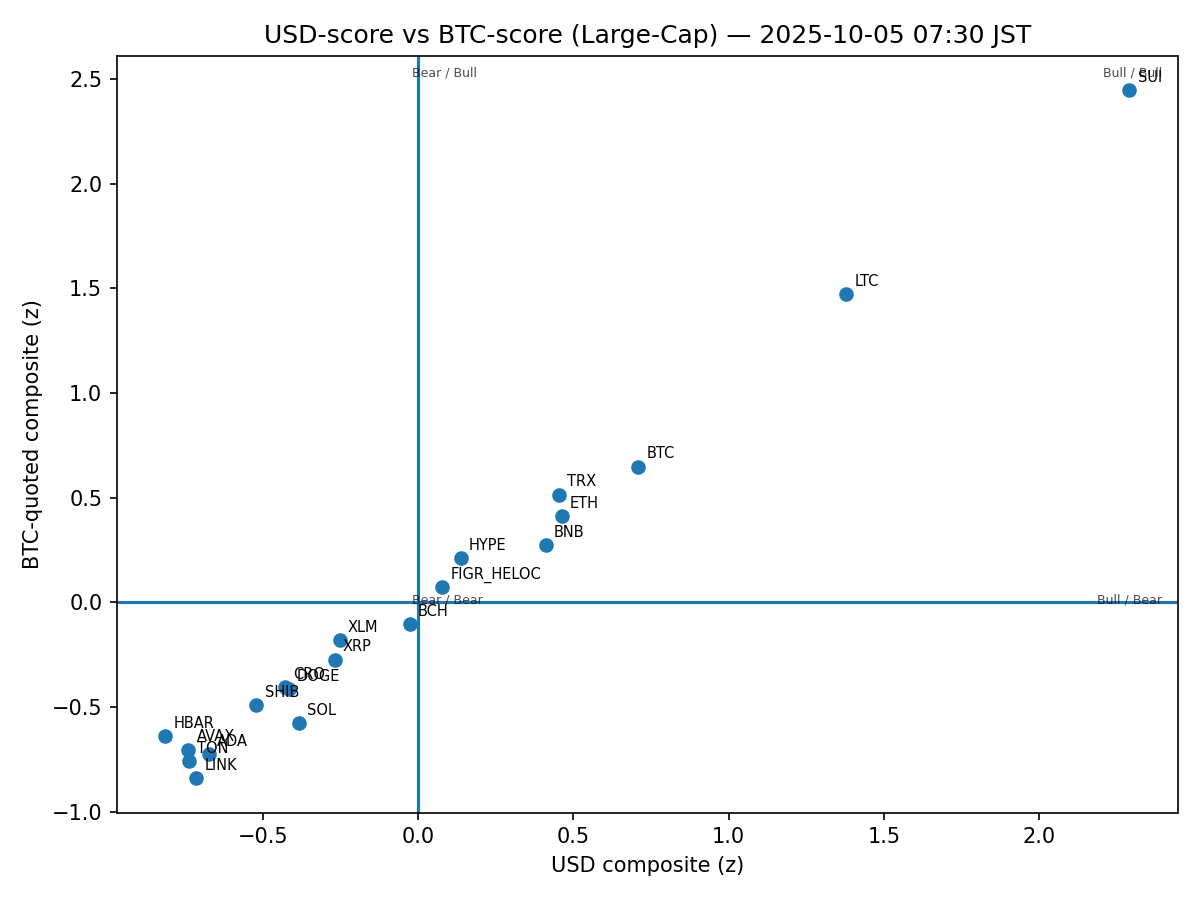 USD-score vs BTC-score (Large-Cap) — 2025-10-05 07:30 JST
Bear / Bull
Bull / Bull
SUI
LTC
BTC
TRX
ETH
BNB
HYPE
FIGR_HELOC
Bear / Bear
Bull / Bear
BCH
XLM
XRP
CRO
DOGE
SHIB
SOL
HBAR
AVAX
ADA
TON
LINK
2.5
2.0
1.5
1.0
0.5
0.0
−0.5
−1.0
BTC-quoted composite (z)
−0.5
0.0
0.5
1.0
1.5
2.0
USD composite (z)